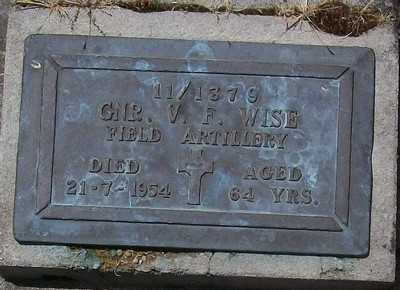 11/1379
GNR. V. F. WISE
FIELD ARTILLERY
DIED AGED
21-7-1954 64 YRS.